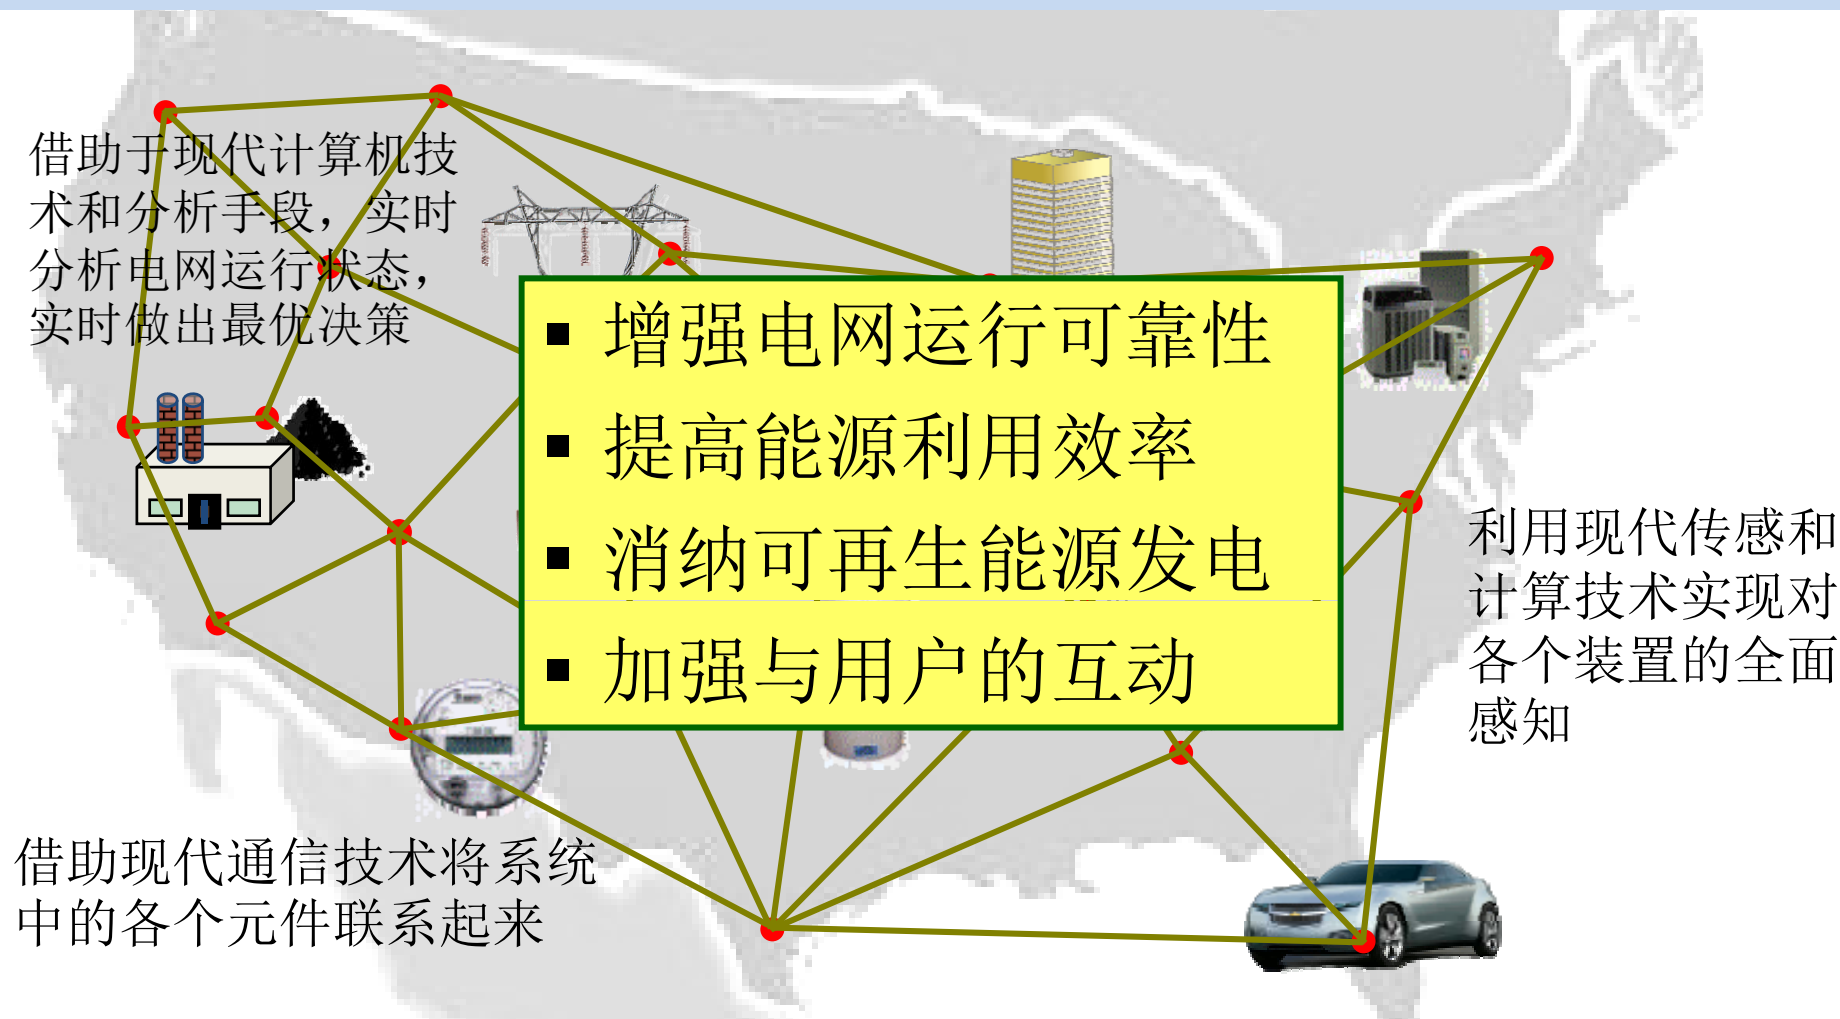 借助于现代计算机技
术和分析手段，实时
分析电网运行状态，
实时做出最优决策
▪ 增强电网运行可靠性
▪ 提高能源利用效率
▪ 消纳可再生能源发电
▪ 加强与用户的互动
利用现代传感和
计算技术实现对
各个装置的全面
感知
借助现代通信技术将系统
中的各个元件联系起来